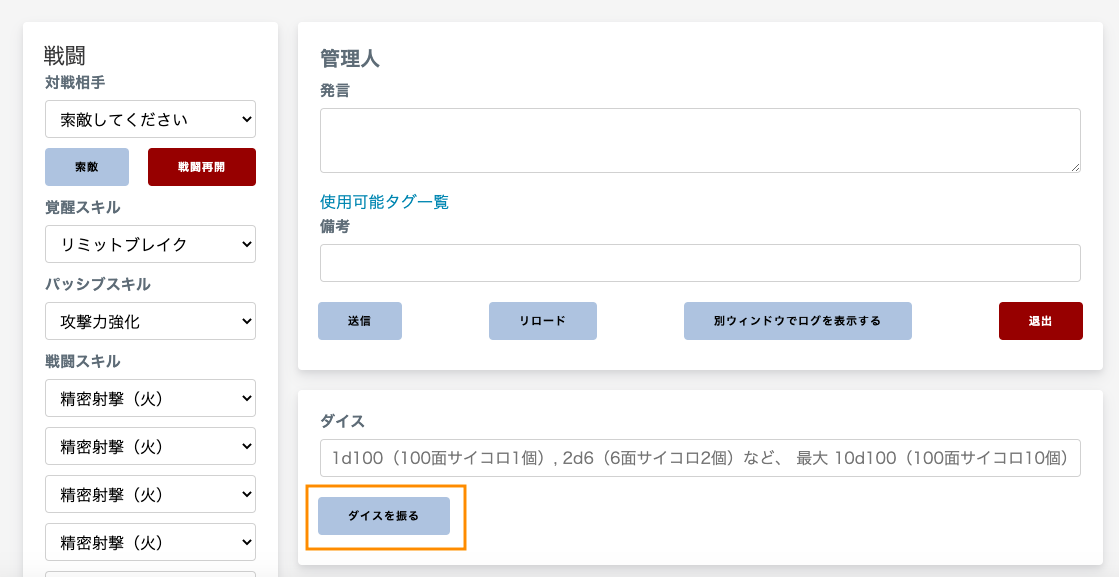 戦闘
対戦相手
索敵してください
索敵
戦闘再開
覚醒スキル
リミットブレイク
パッシブスキル
攻撃力強化
戦闘スキル
精密射撃（火）
精密射撃（火）
精密射撃（火）
精密射撃（火）
管理人
発言
使用可能タグ一覧
備考
送信
リロード
別ウィンドウでログを表示する
退出
ダイス
1d100（100面サイコロ1個）, 2d6（6面サイコロ2個）など、 最大 10d100（100面サイコロ10個）
ダイスを振る